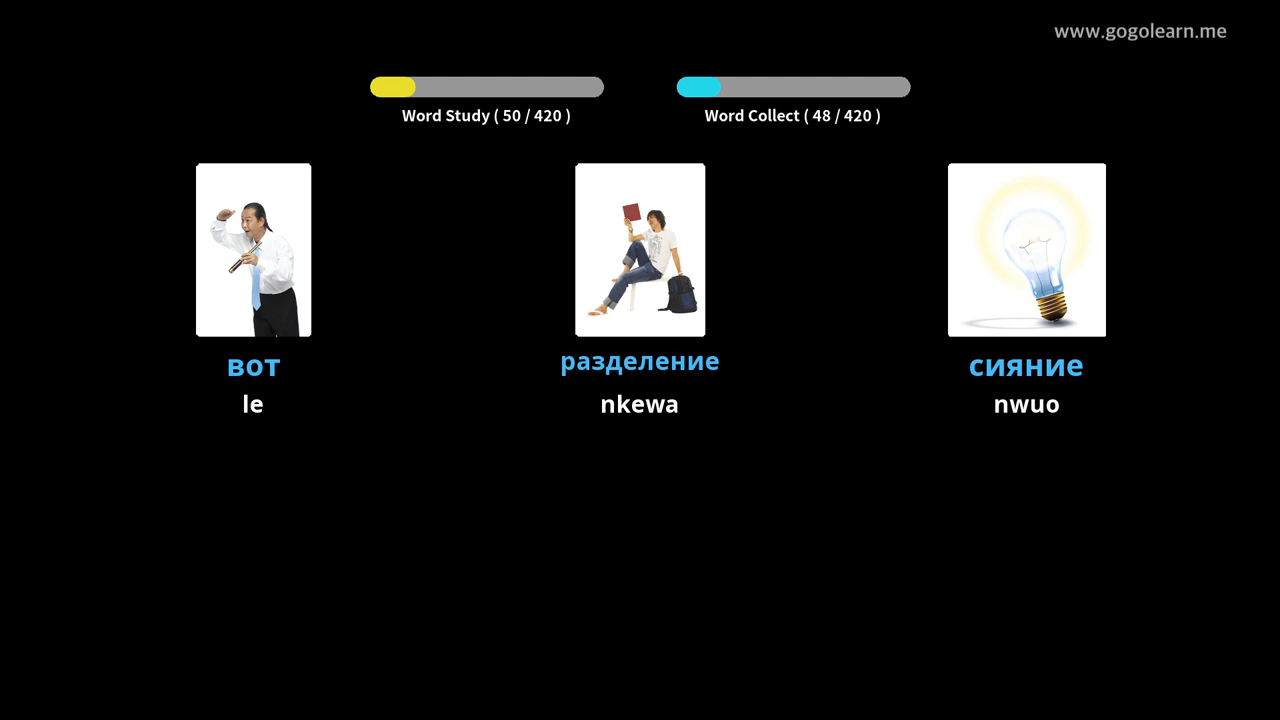 www.gogolearn.me
Word Study ( 50 / 420 )
Word Collect ( 48 / 420 )
вот
le
разделение
nkewa
сияние
nwuo